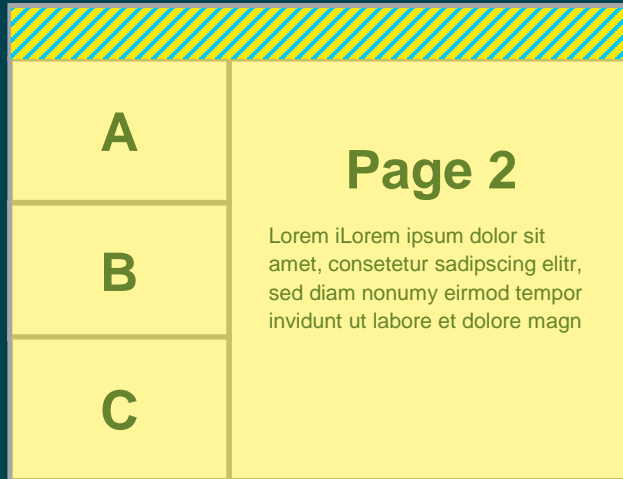 A
B
C
Page 2
Lorem iLorem ipsum dolor sit
amet, consetetur sadipscing elitr,
sed diam nonumy eirmod tempor
invidunt ut labore et dolore magn